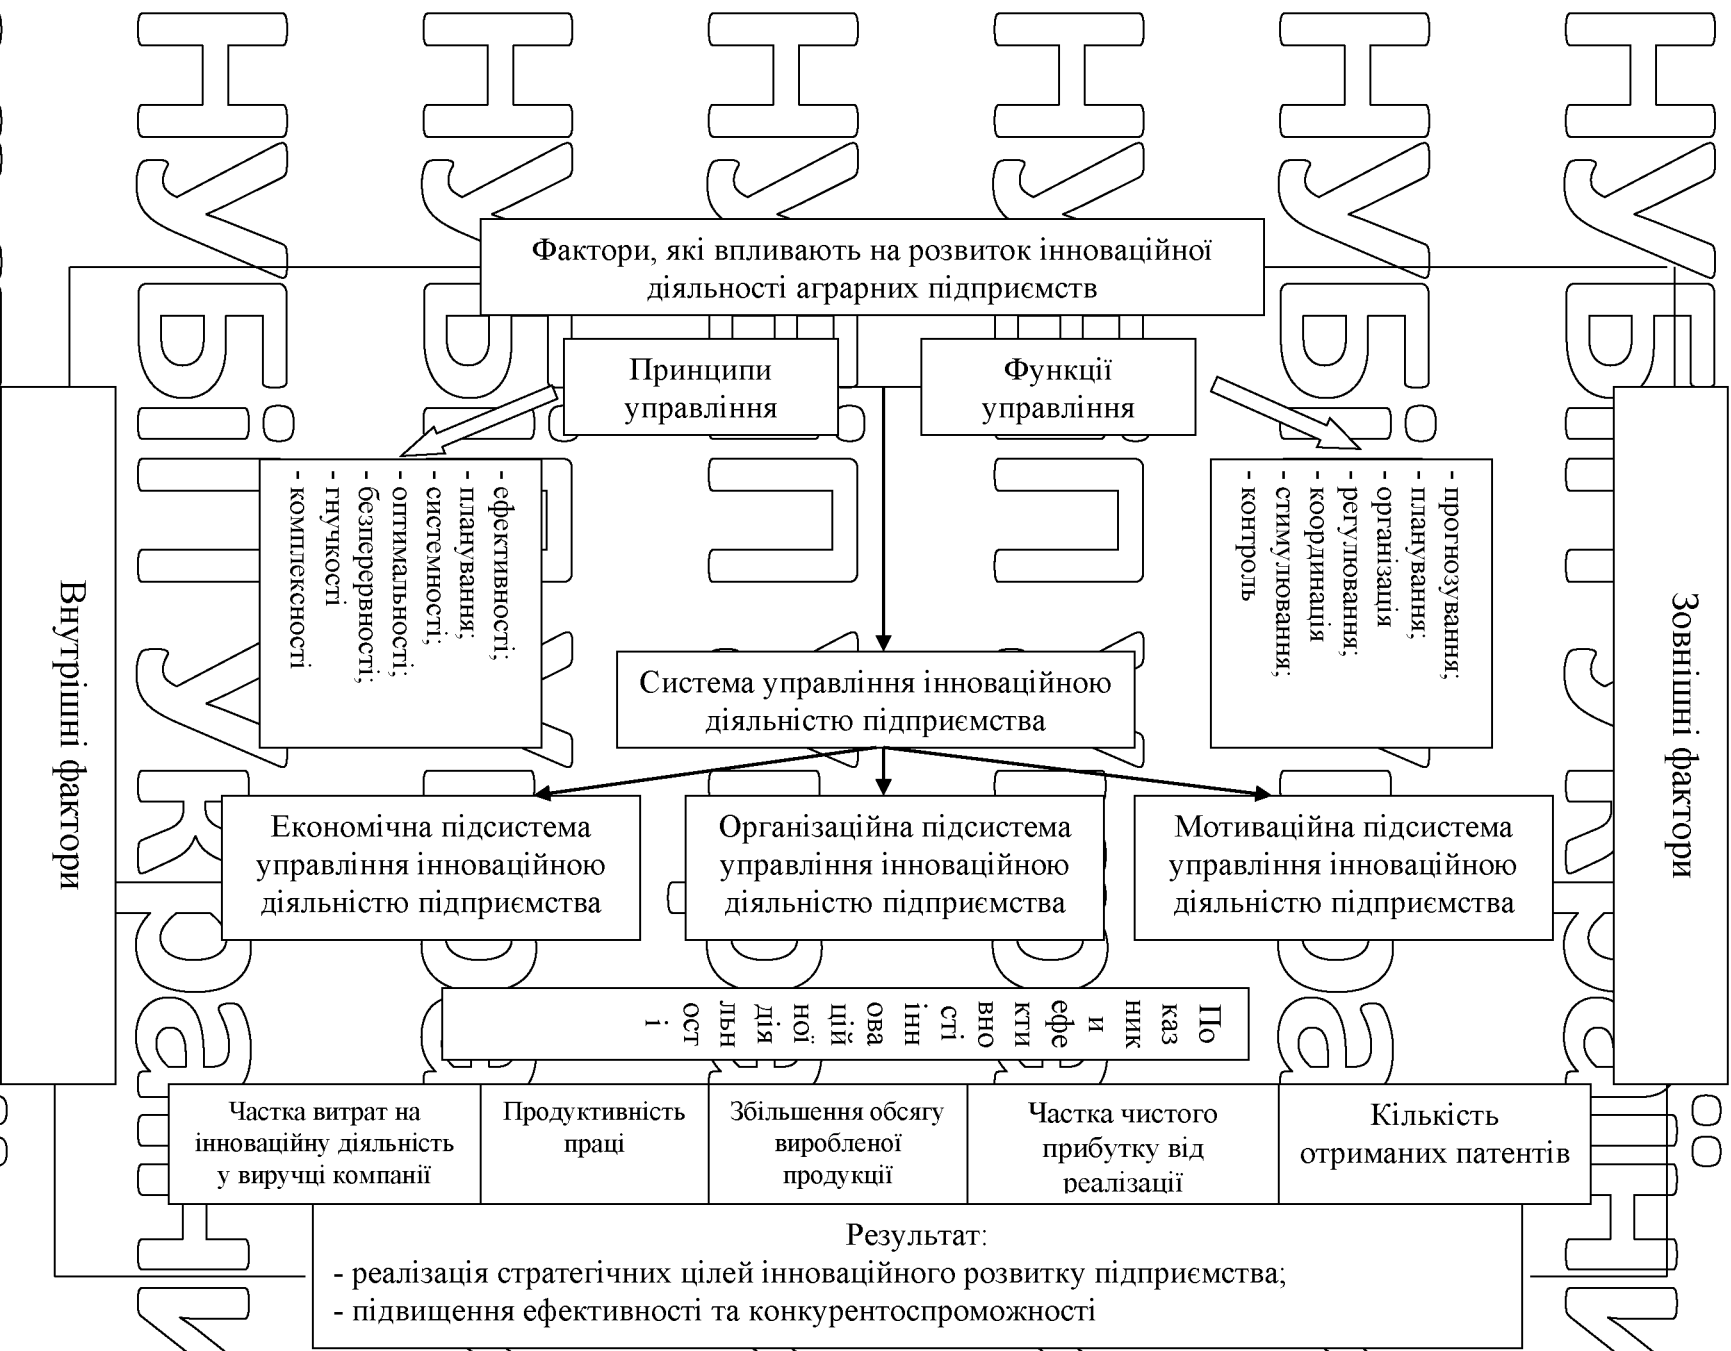 Фактори, які впливають на розвиток інноваційної
діяльності аграрних підприємств
Принципи
управління
Функції
управління
- ефективності;
- планування;
- системності;
- оптимальності;
- безперервності;
- гнучкості
- комплексності
- прогнозування;
- планування;
- організація
- регулювання;
- координація
- стимулювання;
- контроль
Внутрішні фактори
Зовнішні фактори
Система управління інноваційною
діяльністю підприємства
Економічна підсистема
управління інноваційною
діяльністю підприємства
Організаційна підсистема
управління інноваційною
діяльністю підприємства
Мотиваційна підсистема
управління інноваційною
діяльністю підприємства
По
каз
ник
и
ефе
кти
вно
сті
інн
ова
цій
ної
дія
льн
ост
і
Частка витрат на
інноваційну діяльність
у виручці компанії
Продуктивність
праці
Збільшення обсягу
виробленої
продукції
Частка чистого
прибутку від
реалізації
Кількість
отриманих патентів
Результат:
- реалізація стратегічних цілей інноваційного розвитку підприємства;
- підвищення ефективності та конкурентоспроможності